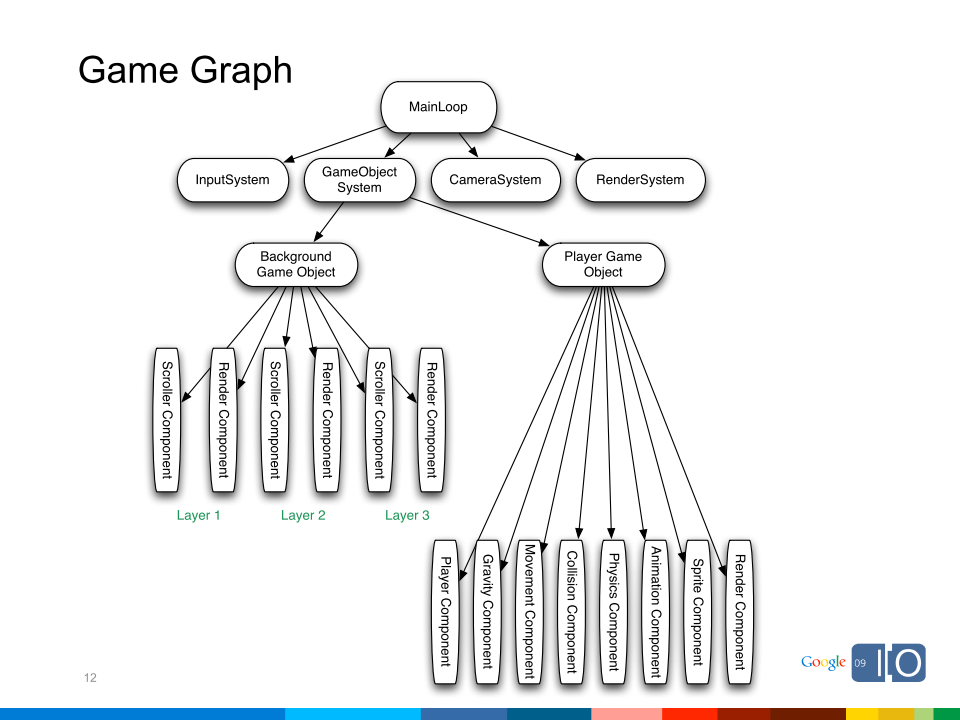 Game Graph
MainLoop
InputSystem
GameObject
System
CameraSystem
RenderSystem
Background
Game Object
Player Game
Object
Scroller Component
Render Component
Scroller Component
Render Component
Scroller Component
Render Component
Layer 1
Layer 2
Layer 3
Player Component
Gravity Component
Movement Component
Collision Component
Physics Component
Animation Component
Sprite Component
Render Component
12
Google
09
IO